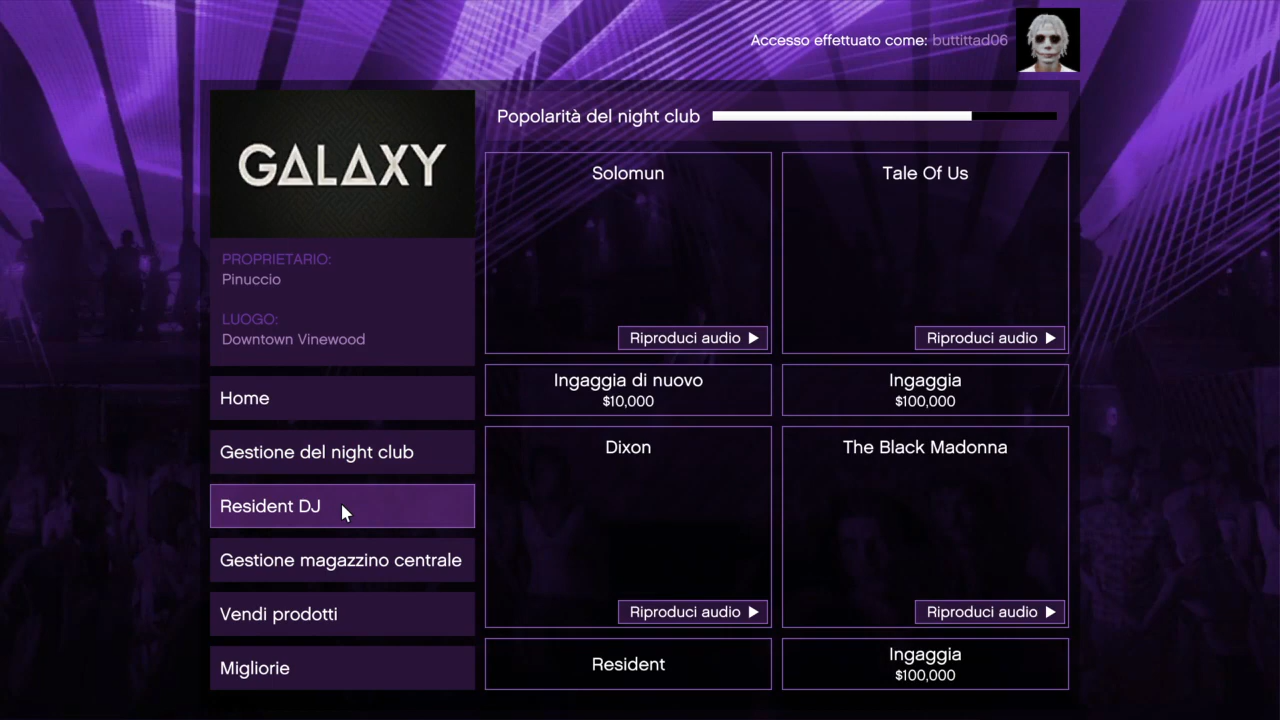 Accesso effettuato come: buttittad06
GALAXY
PROPRIETARIO:
Pinuccio
LUOGO:
Downtown Vinewood
Home
Gestione del night club
Resident DJ
Gestione magazzino centrale
Vendi prodotti
Migliorie
Popolarità del night club
Solomun
Riproduci audio
Ingaggia di nuovo
$10,000
Tale Of Us
Riproduci audio
Ingaggia
$100,000
Dixon
Riproduci audio
Resident
The Black Madonna
Riproduci audio
Ingaggia
$100,000